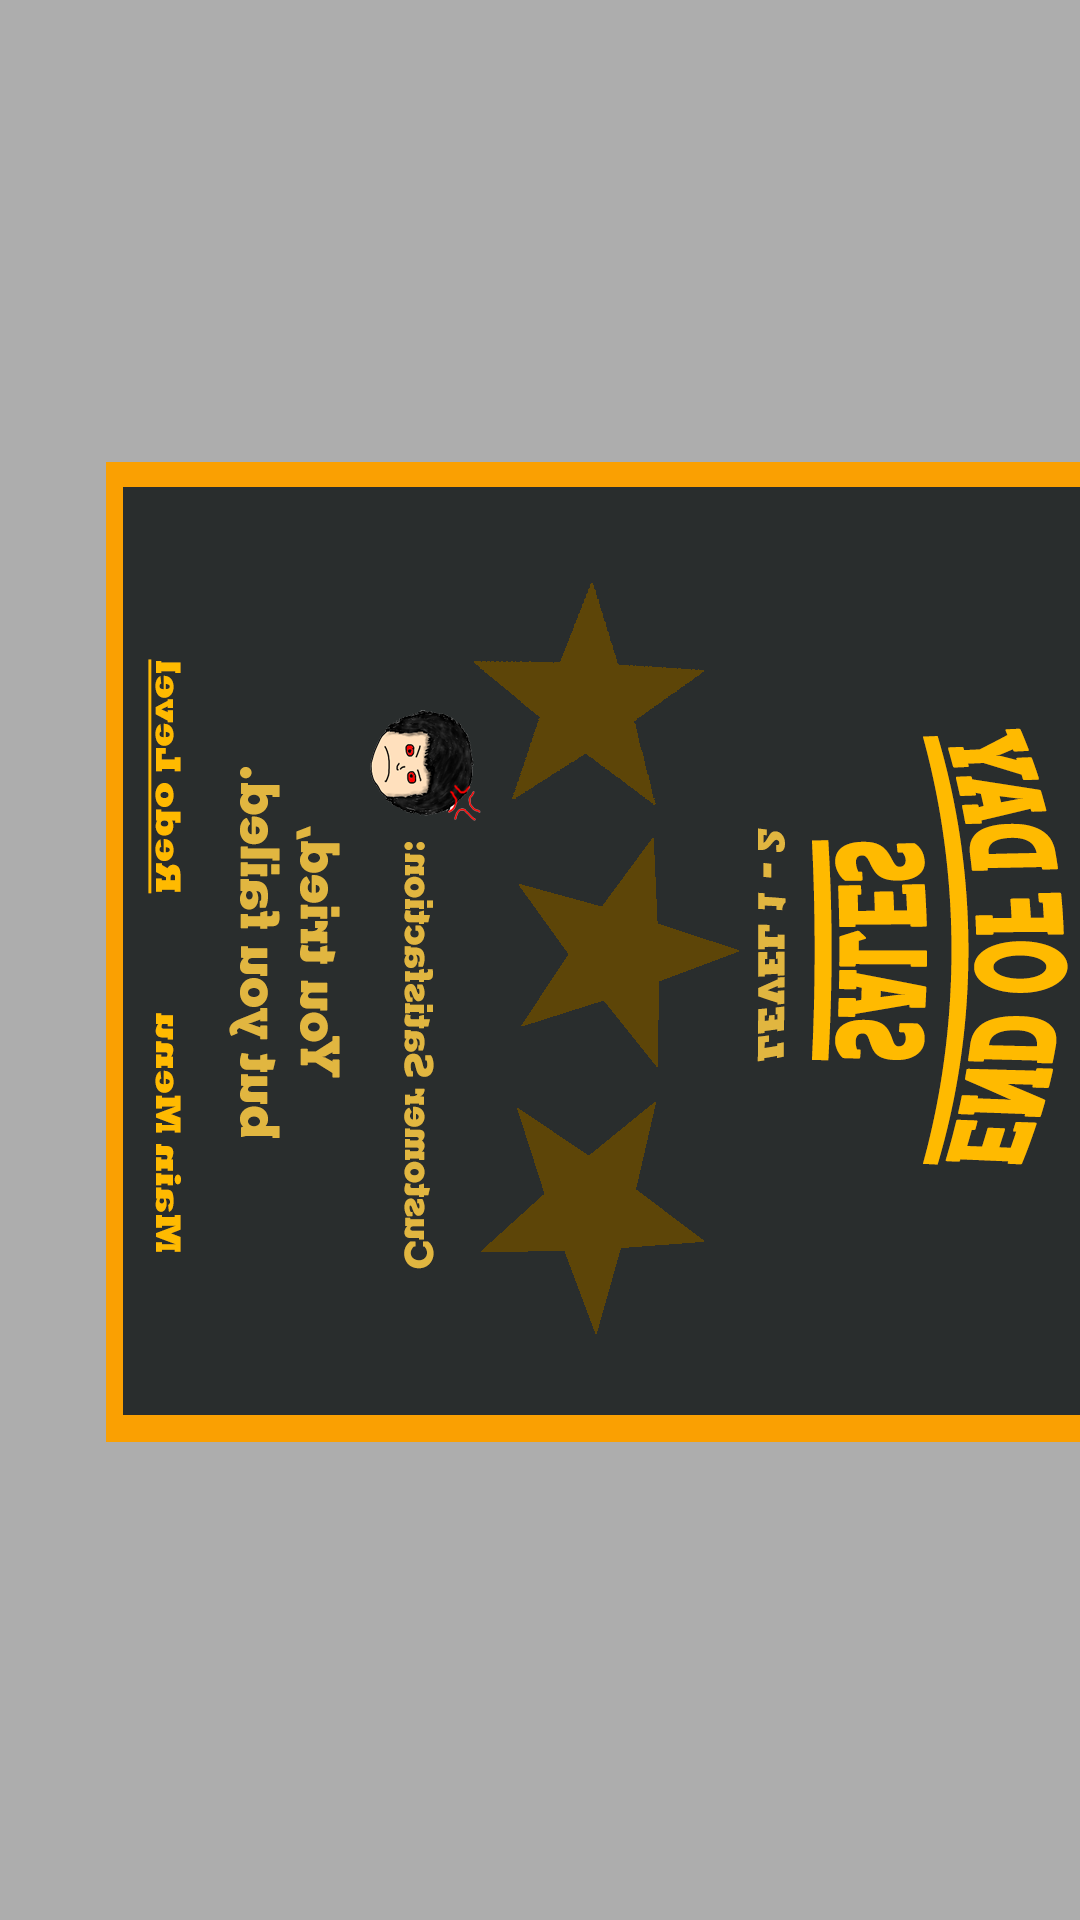 END OF DAY
SALES
LEVEL 1 - 2
Customer Satisfaction:
You tried,
but you failed.
Main Menu
Redo Level